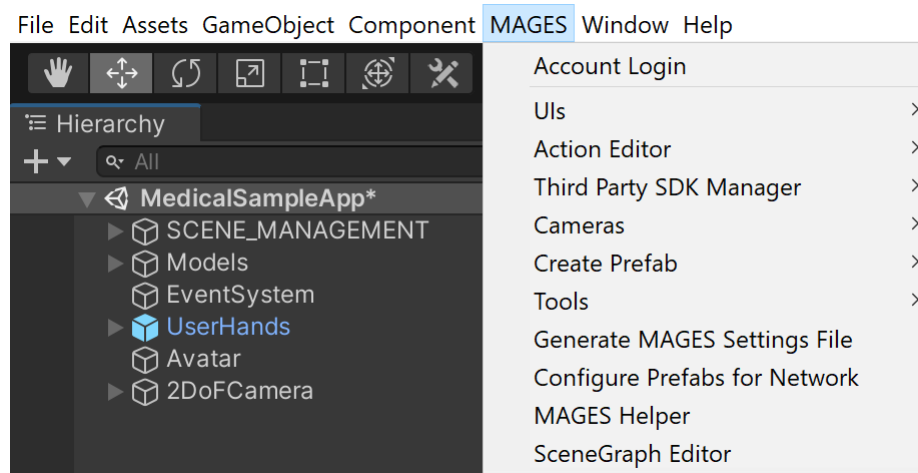 File Edit Assets GameObject Component MAGES Window Help
Hierarchy
All
MedicalSampleApp*
SCENE_MANAGEMENT
Models
EventSystem
UserHands
Avatar
2DoFCamera
Account Login
UIs
Action Editor
Third Party SDK Manager
Cameras
Create Prefab
Tools
Generate MAGES Settings File
Configure Prefabs for Network
MAGES Helper
SceneGraph Editor